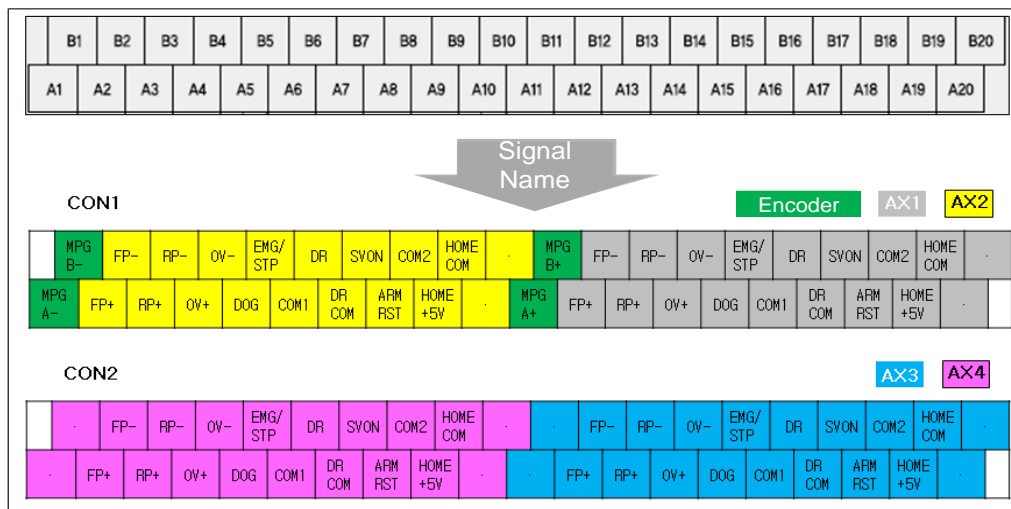 B1 B2 B3 B4 B5 B6 B7 B8 B9 B10 B11 B12 B13 B14 B15 B16 B17 B18 B19 B20
A1 A2 A3 A4 A5 A6 A7 A8 A9 A10 A11 A12 A13 A14 A15 A16 A17 A18 A19 A20
Signal
Name
CON1 Encoder AX1 AX2
MPG B- FP- RP- OV- EMG/STP DR SVON COM2 HOME COM · MPG B+ FP- RP- OV- EMG/STP DR SVON COM2 HOME COM ·
MPG A- FP+ RP+ OV+ DOG COM1 DR COM ARM RST HOME +5V · MPG A+ FP+ RP+ OV+ DOG COM1 DR COM ARM RST HOME +5V ·
CON2 AX3 AX4
· FP- RP- OV- EMG/STP DR SVON COM2 HOME COM · · FP- RP- OV- EMG/STP DR SVON COM2 HOME COM ·
· FP+ RP+ OV+ DOG COM1 DR COM ARM RST HOME +5V · · FP+ RP+ OV+ DOG COM1 DR COM ARM RST HOME +5V ·